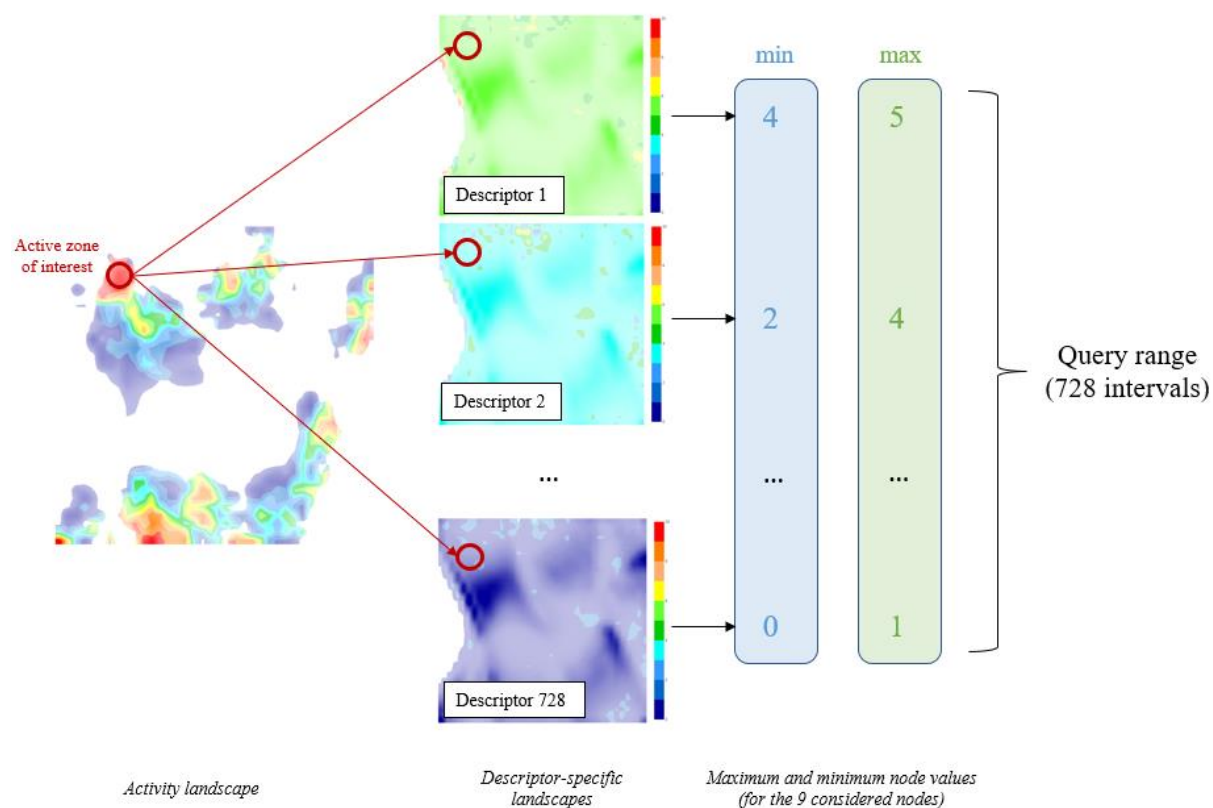 min
max
4
5
Descriptor 1
Active zone
of interest
2
4
Query range
(728 intervals)
Descriptor 2
...
...
...
0
1
Descriptor 728
Activity landscape
Descriptor-specific
landscapes
Maximum and minimum node values
(for the 9 considered nodes)